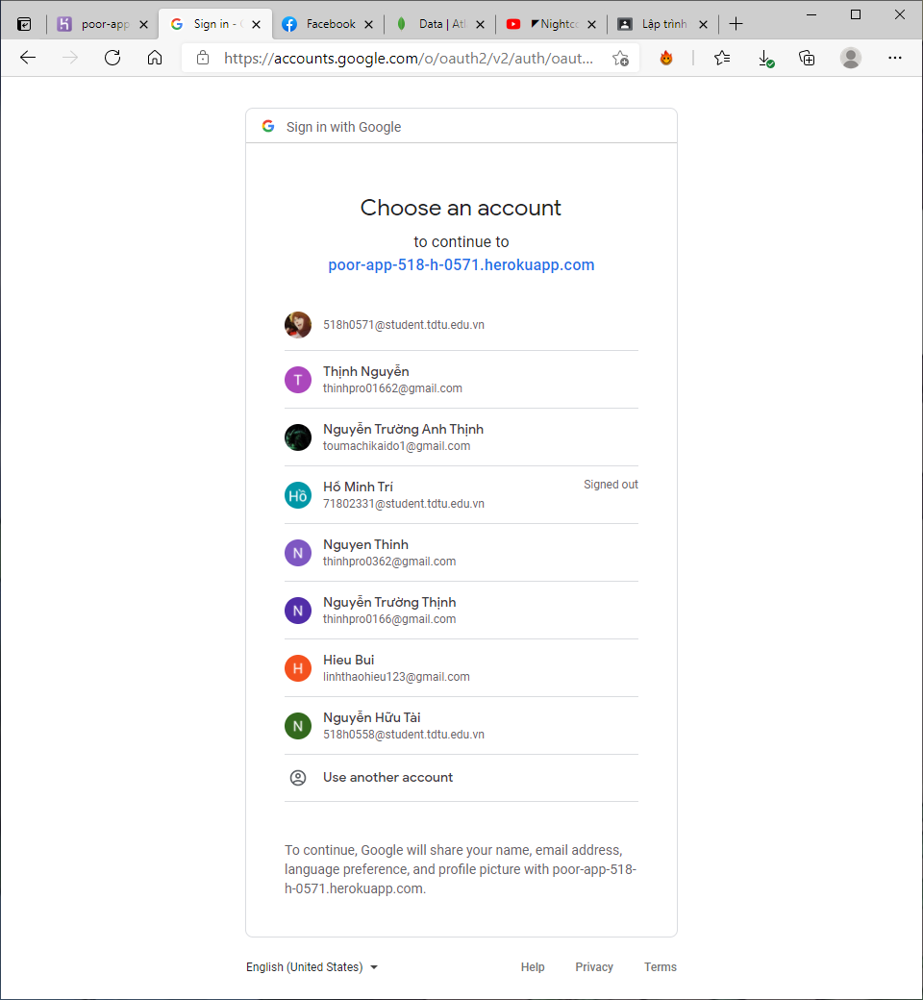 poor-app
Sign in - G
Facebook
Data | Atl
Nightco
Lập trình
https://accounts.google.com/o/oauth2/v2/auth/oaut...
Sign in with Google
Choose an account
to continue to
poor-app-518-h-0571.herokuapp.com
518h0571@student.tdtu.edu.vn
T
Thịnh Nguyễn
thinhpro01662@gmail.com
Nguyễn Trường Anh Thịnh
toumachikaido1@gmail.com
Hồ
Hồ Minh Trí
Signed out
71802331@student.tdtu.edu.vn
N
Nguyen Thinh
thinhpro0362@gmail.com
N
Nguyễn Trường Thịnh
thinhpro0166@gmail.com
H
Hieu Bui
linhthaohieu123@gmail.com
N
Nguyễn Hữu Tài
518h0558@student.tdtu.edu.vn
Use another account
To continue, Google will share your name, email address,
language preference, and profile picture with poor-app-518-
h-0571.herokuapp.com.
English (United States)
Help
Privacy
Terms